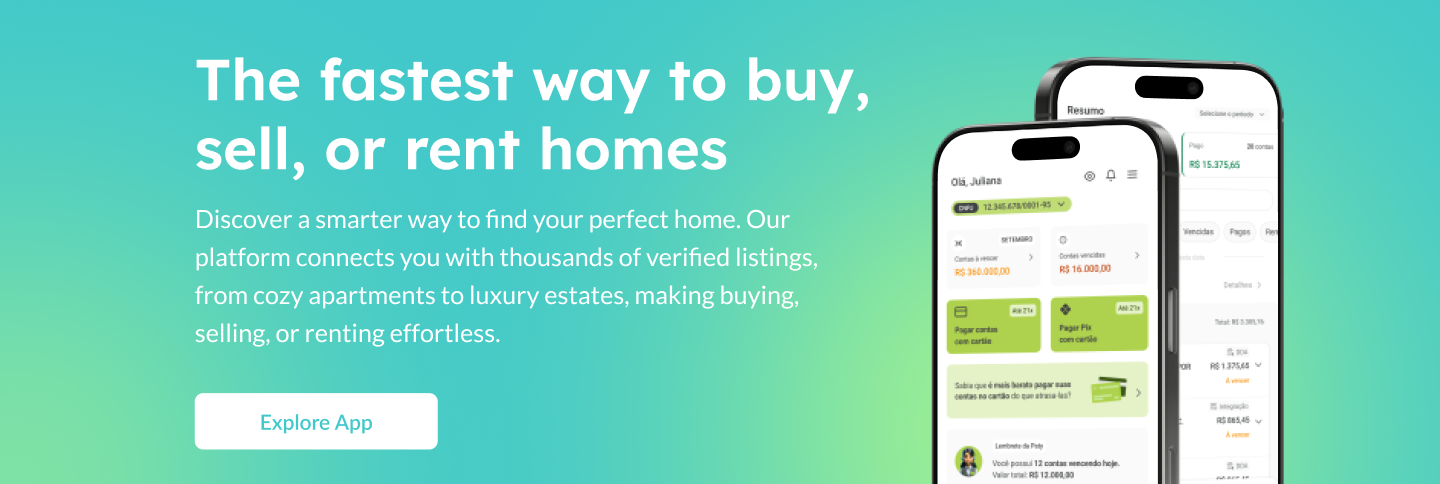 The fastest way to buy,
sell, or rent homes
Discover a smarter way to find your perfect home. Our
platform connects you with thousands of verified listings,
from cozy apartments to luxury estates, making buying,
selling, or renting effortless.
Explore App
Resumo
Selecione o período
Pago
28 contas
R$ 15.375,65
Vencidas
Pagos
Detalhes
Total: R$ 3.385,16
R$ 1.375,65
A vencer
Integração
R$ 865,45
A vencer
Olá, Juliana
CNPJ 12.345.678/0001-R5
SETEMBRO
Contas à vencer
R$ 360.000,00
Contas vencidas
R$ 16.000,00
Até 21x
Pagar contas
com cartão
Até 21x
Pagar Pix
com cartão
Sabia que é mais barato pagar suas
contas no cartão do que atrasa-las?
Lembrete da Poly
Você possui 12 contas vencendo hoje.
Valor total: R$ 12.000,00